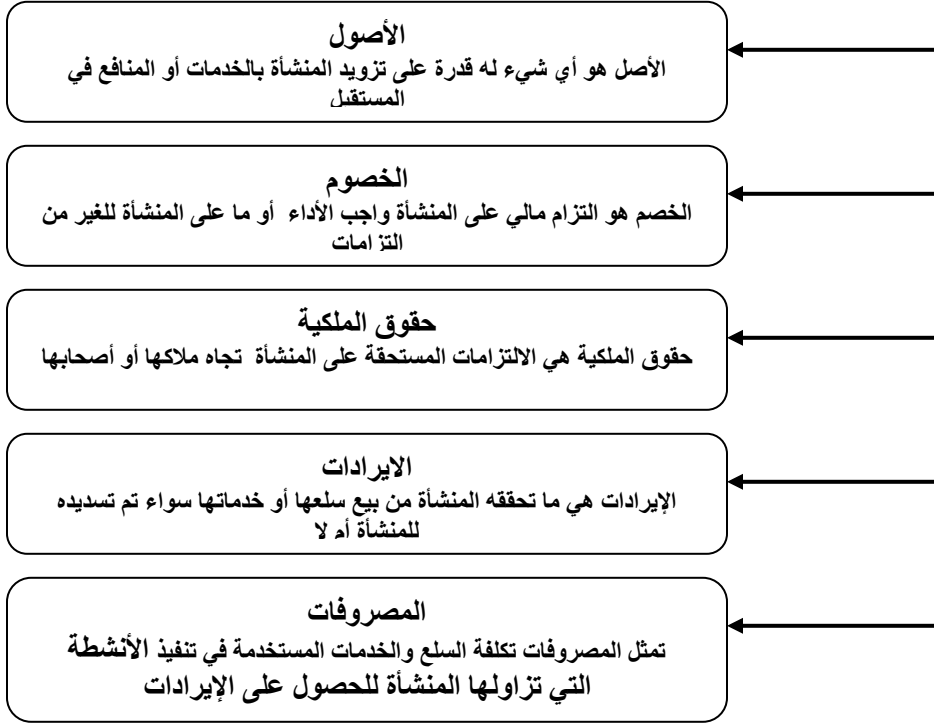 الأصول
الأصل هو أي شيء له قدرة على تزويد المنشأة بالخدمات أو المنافع في
المستقبل
الخصوم
الخصم هو التزام مالي على المنشأة واجب الأداء أو ما على المنشأة للغير من
التزامات
حقوق الملكية
حقوق الملكية هي الالتزامات المستحقة على المنشأة تجاه ملاكها أو أصحابها
الايرادات
الإيرادات هي ما تحققه المنشأة من بيع سلعها أو خدماتها سواء تم تسديده
للمنشأة أم لا
المصروفات
تمثل المصروفات تكلفة السلع والخدمات المستخدمة في تنفيذ الأنشطة
التي تزاولها المنشأة للحصول على الإيرادات